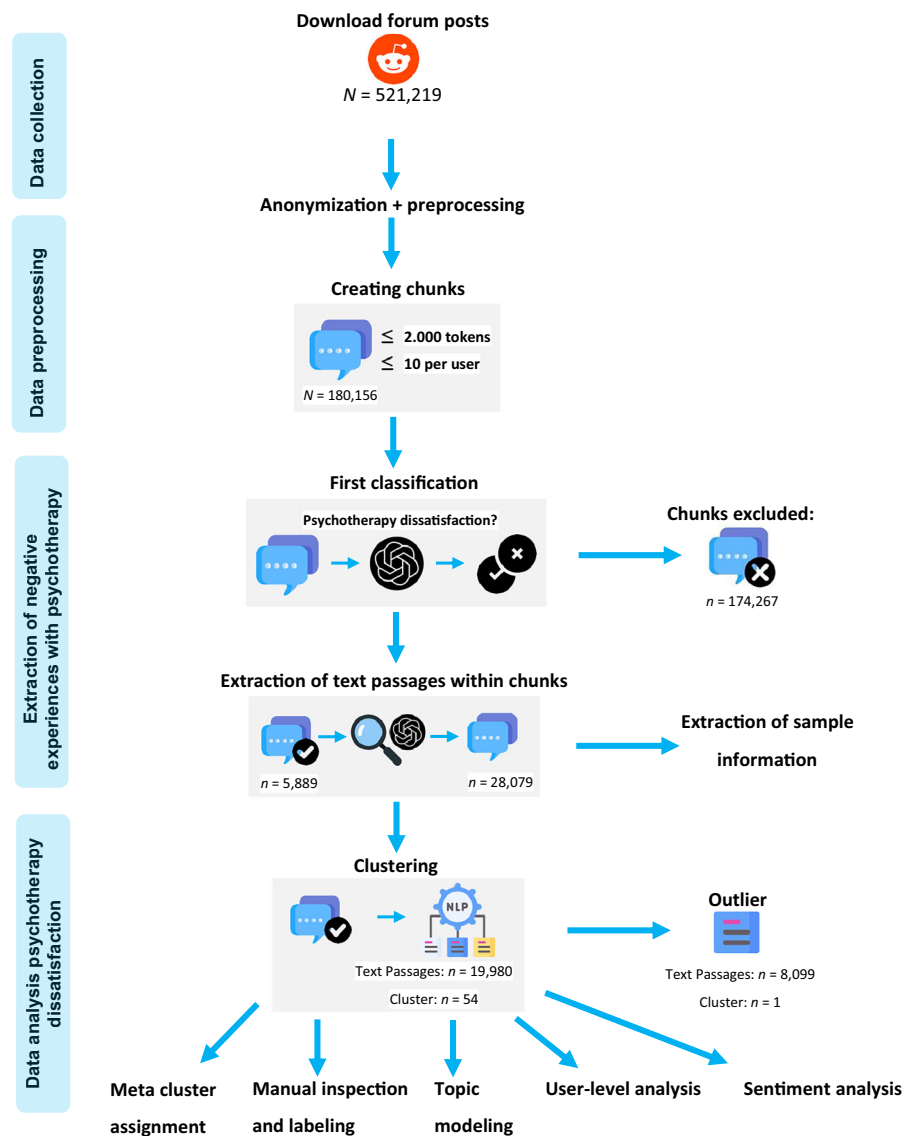 Download forum posts
N = 521,219
Data collection
Anonymization + preprocessing
Data preprocessing
Creating chunks
≤ 2.000 tokens
≤ 10 per user
N = 180,156
Extraction of negative
experiences with psychotherapy
First classification
Psychotherapy dissatisfaction?
Chunks excluded:
n = 174,267
Extraction of text passages within chunks
n = 5,889
n = 28,079
Extraction of sample
information
Data analysis psychotherapy
dissatisfaction
Clustering
NLP
Text Passages: n = 19,980
Cluster: n = 54
Outlier
Text Passages: n = 8,099
Cluster: n = 1
Meta cluster
assignment
Manual inspection
and labeling
Topic
modeling
User-level analysis
Sentiment analysis